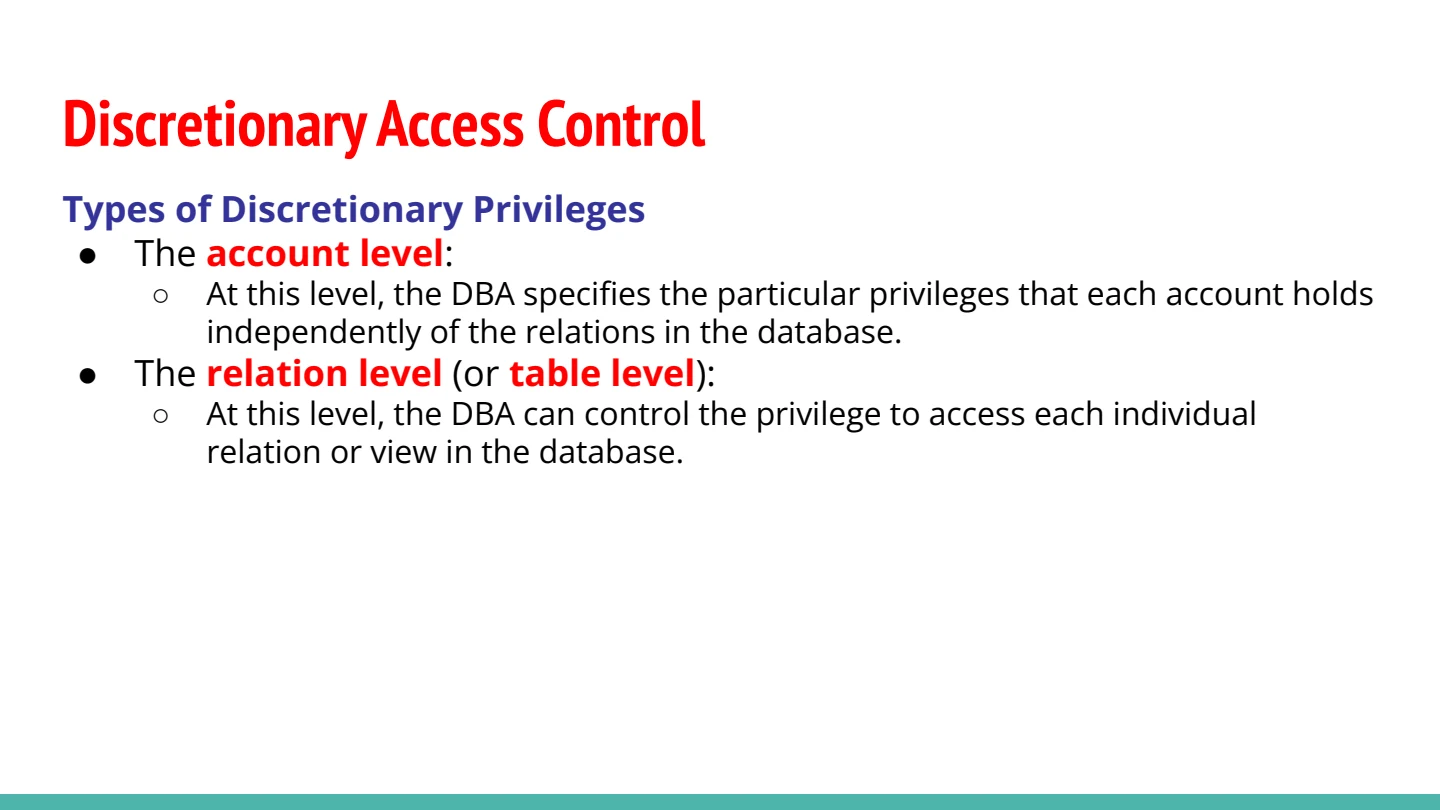 Discretionary Access Control
Types of Discretionary Privileges
● The account level:
○ At this level, the DBA specifies the particular privileges that each account holds
independently of the relations in the database.
● The relation level (or table level):
○ At this level, the DBA can control the privilege to access each individual
relation or view in the database.